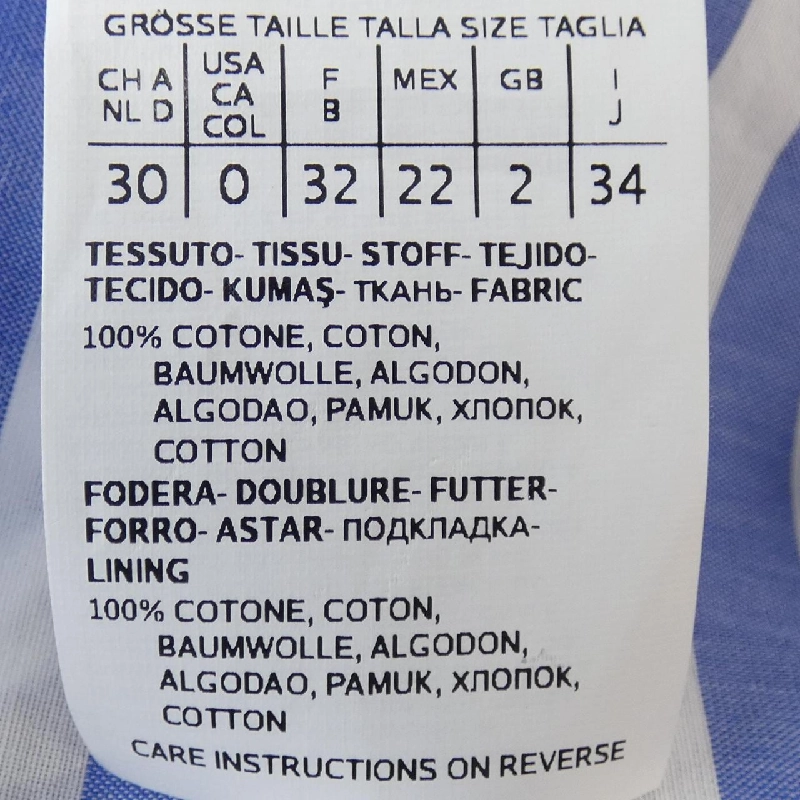 GRÖSSE TAILLE TALLA SIZE TAGLIA
CH A NL D | USA CA COL | F B | MEX | GB | I J
30 | 0 | 32 | 22 | 2 | 34
TESSUTO- TISSU- STOFF- TEJIDO-
TECIDO- KUMAŞ- ТКАНЬ- FABRIC
100% COTONE, COTON,
BAUMWOLLE, ALGODON,
ALGODAO, PAMUK, ХЛОПОК,
COTTON
FODERA- DOUBLURE- FUTTER-
FORRO- ASTAR- ПОДКЛАДКА-
LINING
100% COTONE, COTON,
BAUMWOLLE, ALGODON,
ALGODAO, PAMUK, ХЛОПОК,
COTTON
CARE INSTRUCTIONS ON REVERSE